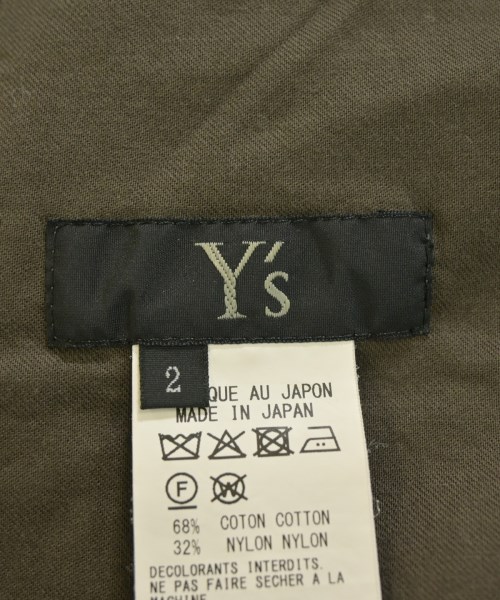 Y's
2
QUE AU JAPON
MADE IN JAPAN
F W
68% COTON COTTON
32% NYLON NYLON
DECOLORANTS INTERDITS.
NE PAS FAIRE SECHER A LA
MACHINE.